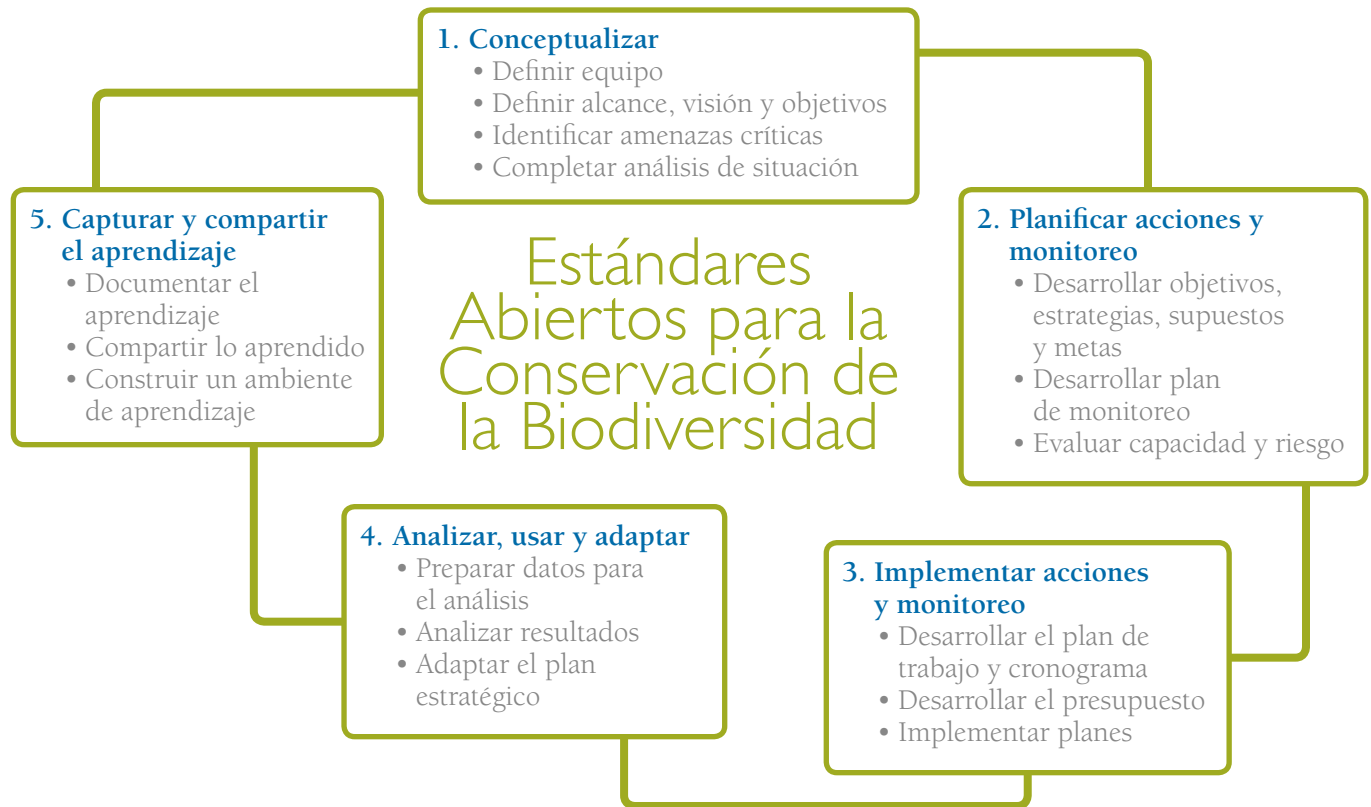 1. Conceptualizar
• Definir equipo
• Definir alcance, visión y objetivos
• Identificar amenazas críticas
• Completar análisis de situación
5. Capturar y compartir
el aprendizaje
• Documentar el
aprendizaje
• Compartir lo aprendido
• Construir un ambiente
de aprendizaje
Estándares
Abiertos para la
Conservación de
la Biodiversidad
2. Planificar acciones y
monitoreo
• Desarrollar objetivos,
estrategias, supuestos
y metas
• Desarrollar plan
de monitoreo
• Evaluar capacidad y riesgo
4. Analizar, usar y adaptar
• Preparar datos para
el análisis
• Analizar resultados
• Adaptar el plan
estratégico
3. Implementar acciones
y monitoreo
• Desarrollar el plan de
trabajo y cronograma
• Desarrollar el presupuesto
• Implementar planes